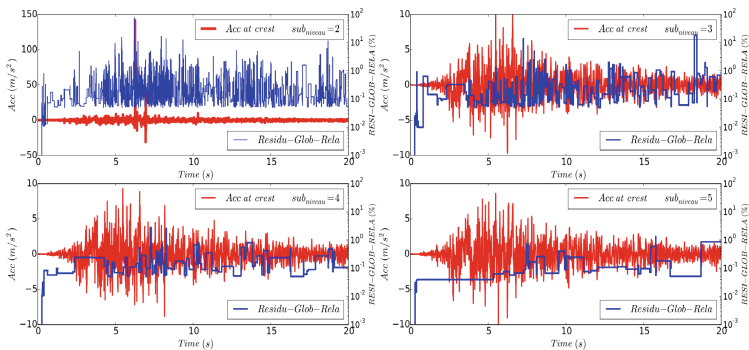 150
100
50
0
−50
Acc (m/s²)
Acc at crest sub_niveau=2
Residu−Glob−Rela
10²
10¹
10⁰
10⁻¹
10⁻²
10⁻³
RESI−GLOB−RELA (%)
0 5 10 15 20
Time (s)
10
5
0
−5
−10
Acc (m/s²)
Acc at crest sub_niveau=3
Residu−Glob−Rela
10²
10¹
10⁰
10⁻¹
10⁻²
10⁻³
RESI−GLOB−RELA (%)
0 5 10 15 20
Time (s)
10
5
0
−5
−10
Acc (m/s²)
Acc at crest sub_niveau=4
Residu−Glob−Rela
10²
10¹
10⁰
10⁻¹
10⁻²
10⁻³
RESI−GLOB−RELA (%)
0 5 10 15 20
Time (s)
10
5
0
−5
−10
Acc (m/s²)
Acc at crest sub_niveau=5
Residu−Glob−Rela
10²
10¹
10⁰
10⁻¹
10⁻²
10⁻³
RESI−GLOB−RELA (%)
0 5 10 15 20
Time (s)